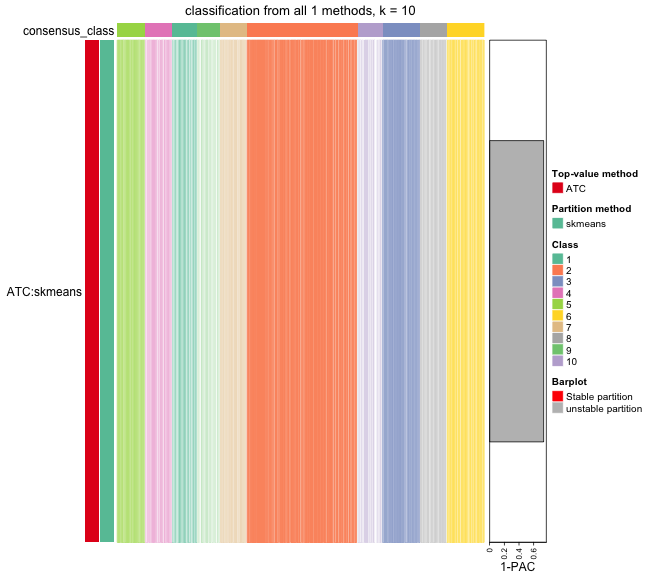 classification from all 1 methods, k = 10
consensus_class
ATC:skmeans
Top-value method
ATC
Partition method
skmeans
Class
1
2
3
4
5
6
7
8
9
10
Barplot
Stable partition
unstable partition
0
0.2
0.4
0.6
1-PAC